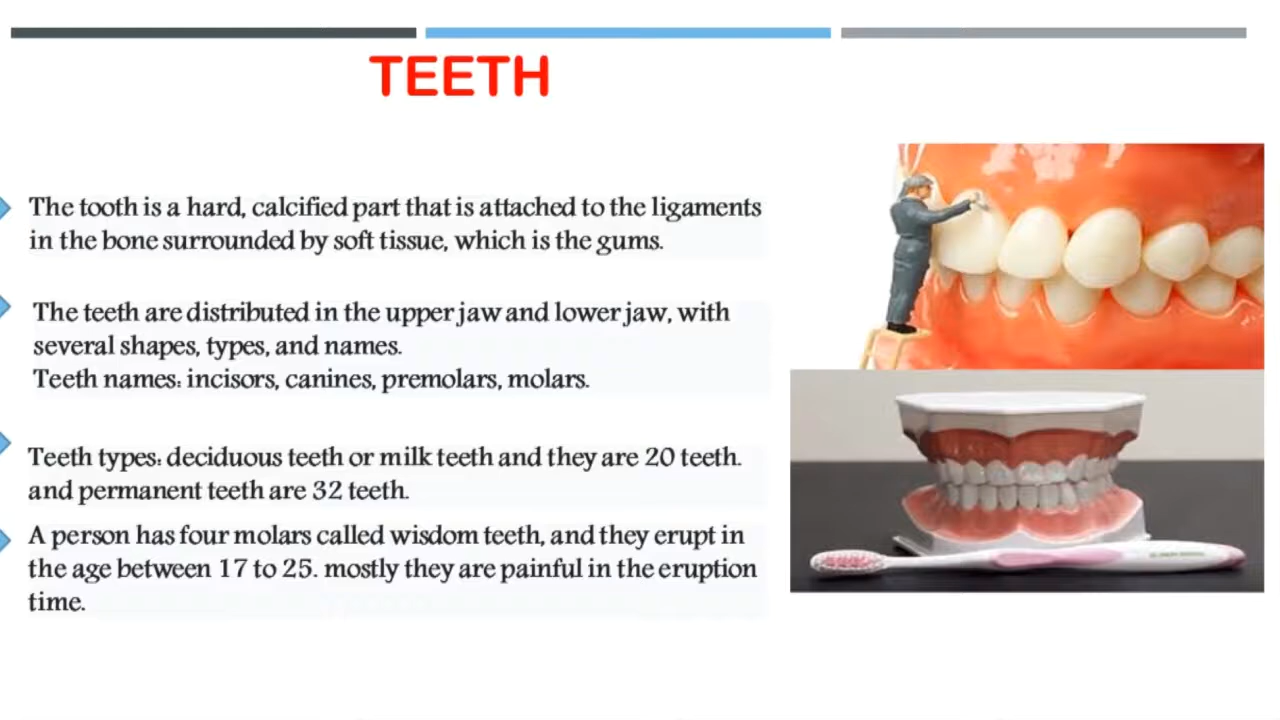 TEETH
The tooth is a hard, calcified part that is attached to the ligaments
in the bone surrounded by soft tissue, which is the gums.
The teeth are distributed in the upper jaw and lower jaw, with
several shapes, types, and names.
Teeth names: incisors, canines, premolars, molars.
Teeth types: deciduous teeth or milk teeth and they are 20 teeth.
and permanent teeth are 32 teeth.
A person has four molars called wisdom teeth, and they erupt in
the age between 17 to 25. mostly they are painful in the eruption
time.